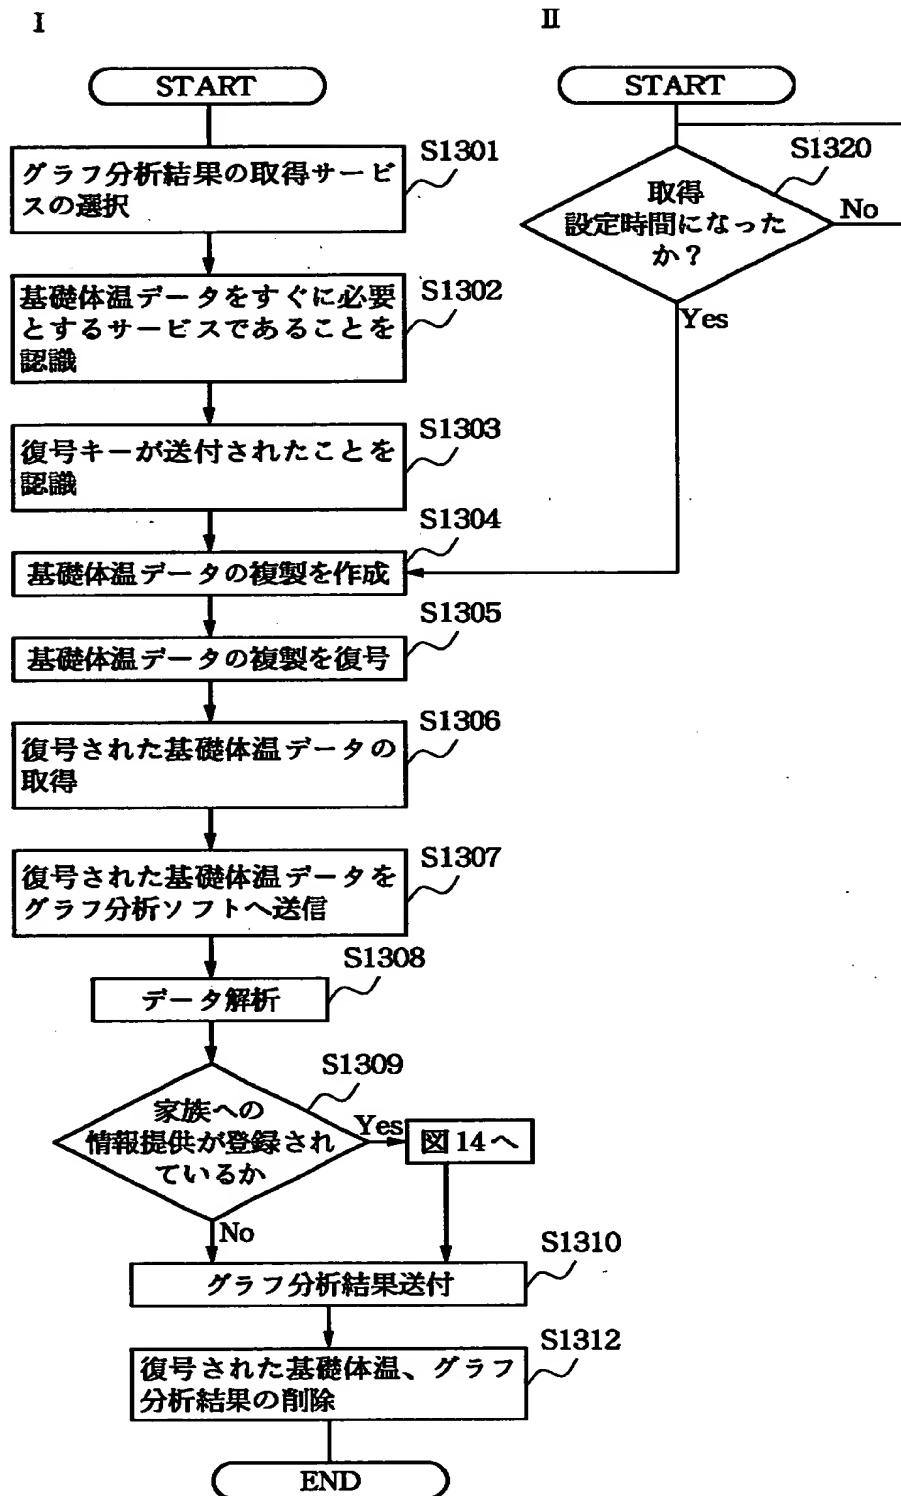 I
II
START
START
S1301
グラフ分析結果の取得サービ
スの選択
S1320
取得
設定時間になった
か？
No
Yes
S1302
基礎体温データをすぐに必要
とするサービスであることを
認識
S1303
復号キーが送付されたことを
認識
S1304
基礎体温データの複製を作成
S1305
基礎体温データの複製を復号
S1306
復号された基礎体温データの
取得
S1307
復号された基礎体温データを
グラフ分析ソフトへ送信
S1308
データ解析
S1309
家族への
情報提供が登録され
ているか
Yes
図14へ
No
S1310
グラフ分析結果送付
S1312
復号された基礎体温、グラフ
分析結果の削除
END